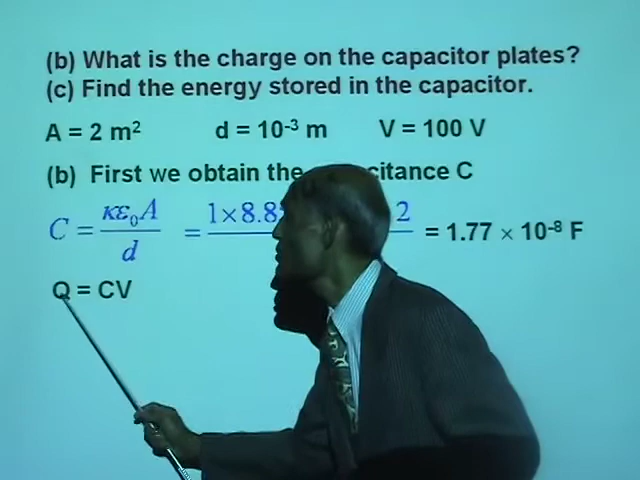 (b) What is the charge on the capacitor plates?
(c) Find the energy stored in the capacitor.
A = 2 m² d = 10⁻³ m V = 100 V
(b) First we obtain the citance C
C = κε₀A / d = 1×8.8 2 = 1.77 × 10⁻⁸ F
Q = CV